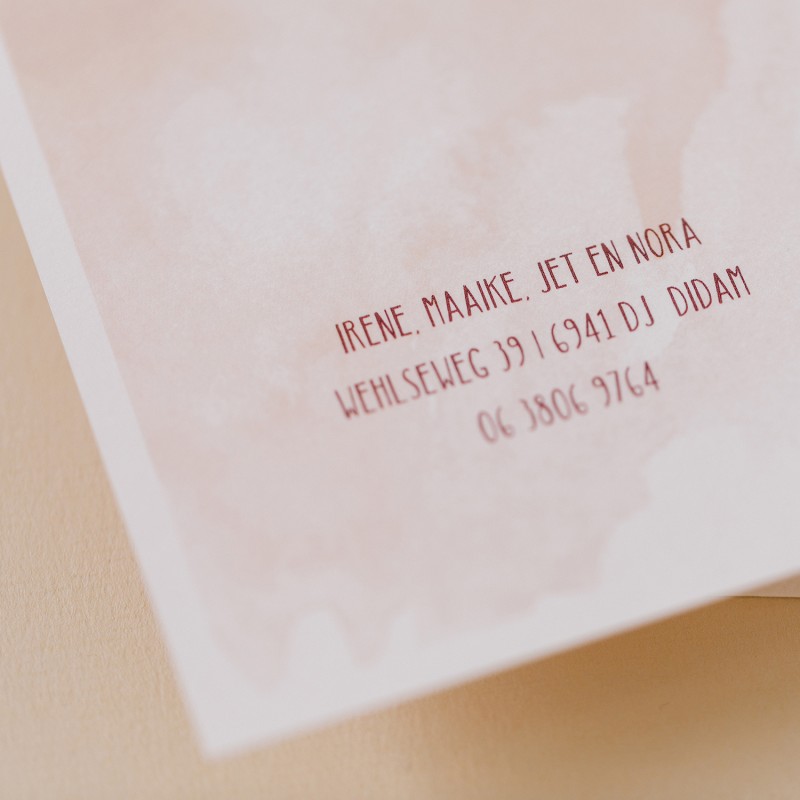 IRENE, MAAIKE, JET EN NORA
WEHLSEWEG 39 | 6941 DJ DIDAM
06 3806 9764